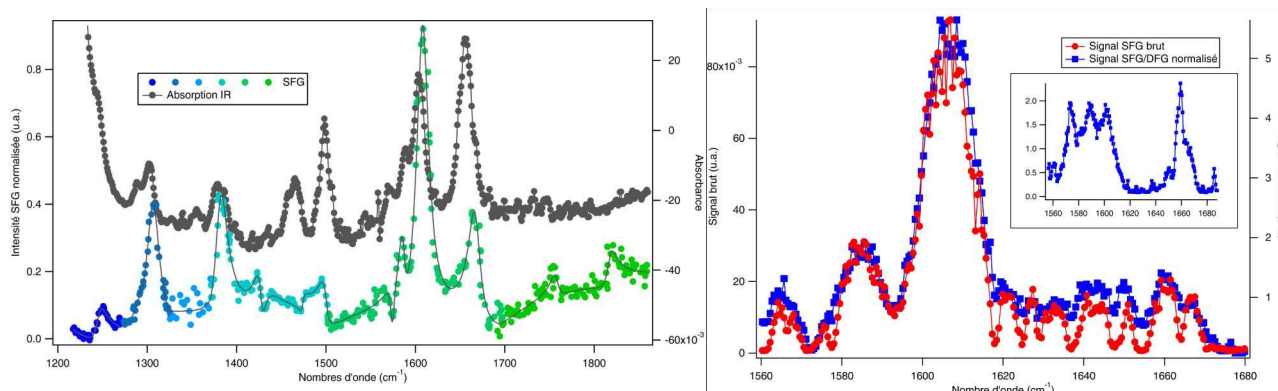 Intensité SFG normalisée (u.a.)
0.8
0.6
0.4
0.2
0.0
SFG
Absorption IR
20
0
-20
-40
-60x10⁻³
Absorbance
1200 1300 1400 1500 1600 1700 1800
Nombres d'onde (cm⁻¹)
Signal brut (u.a.)
80x10⁻³
60
40
20
0
Signal SFG brut
Signal SFG/DFG normalisé
2.0
1.5
1.0
0.5
0.0
1560 1580 1600 1620 1640 1660 1680
5
4
3
2
1
0
1560 1580 1600 1620 1640 1660 1680
Nombre d'onde (cm⁻¹)